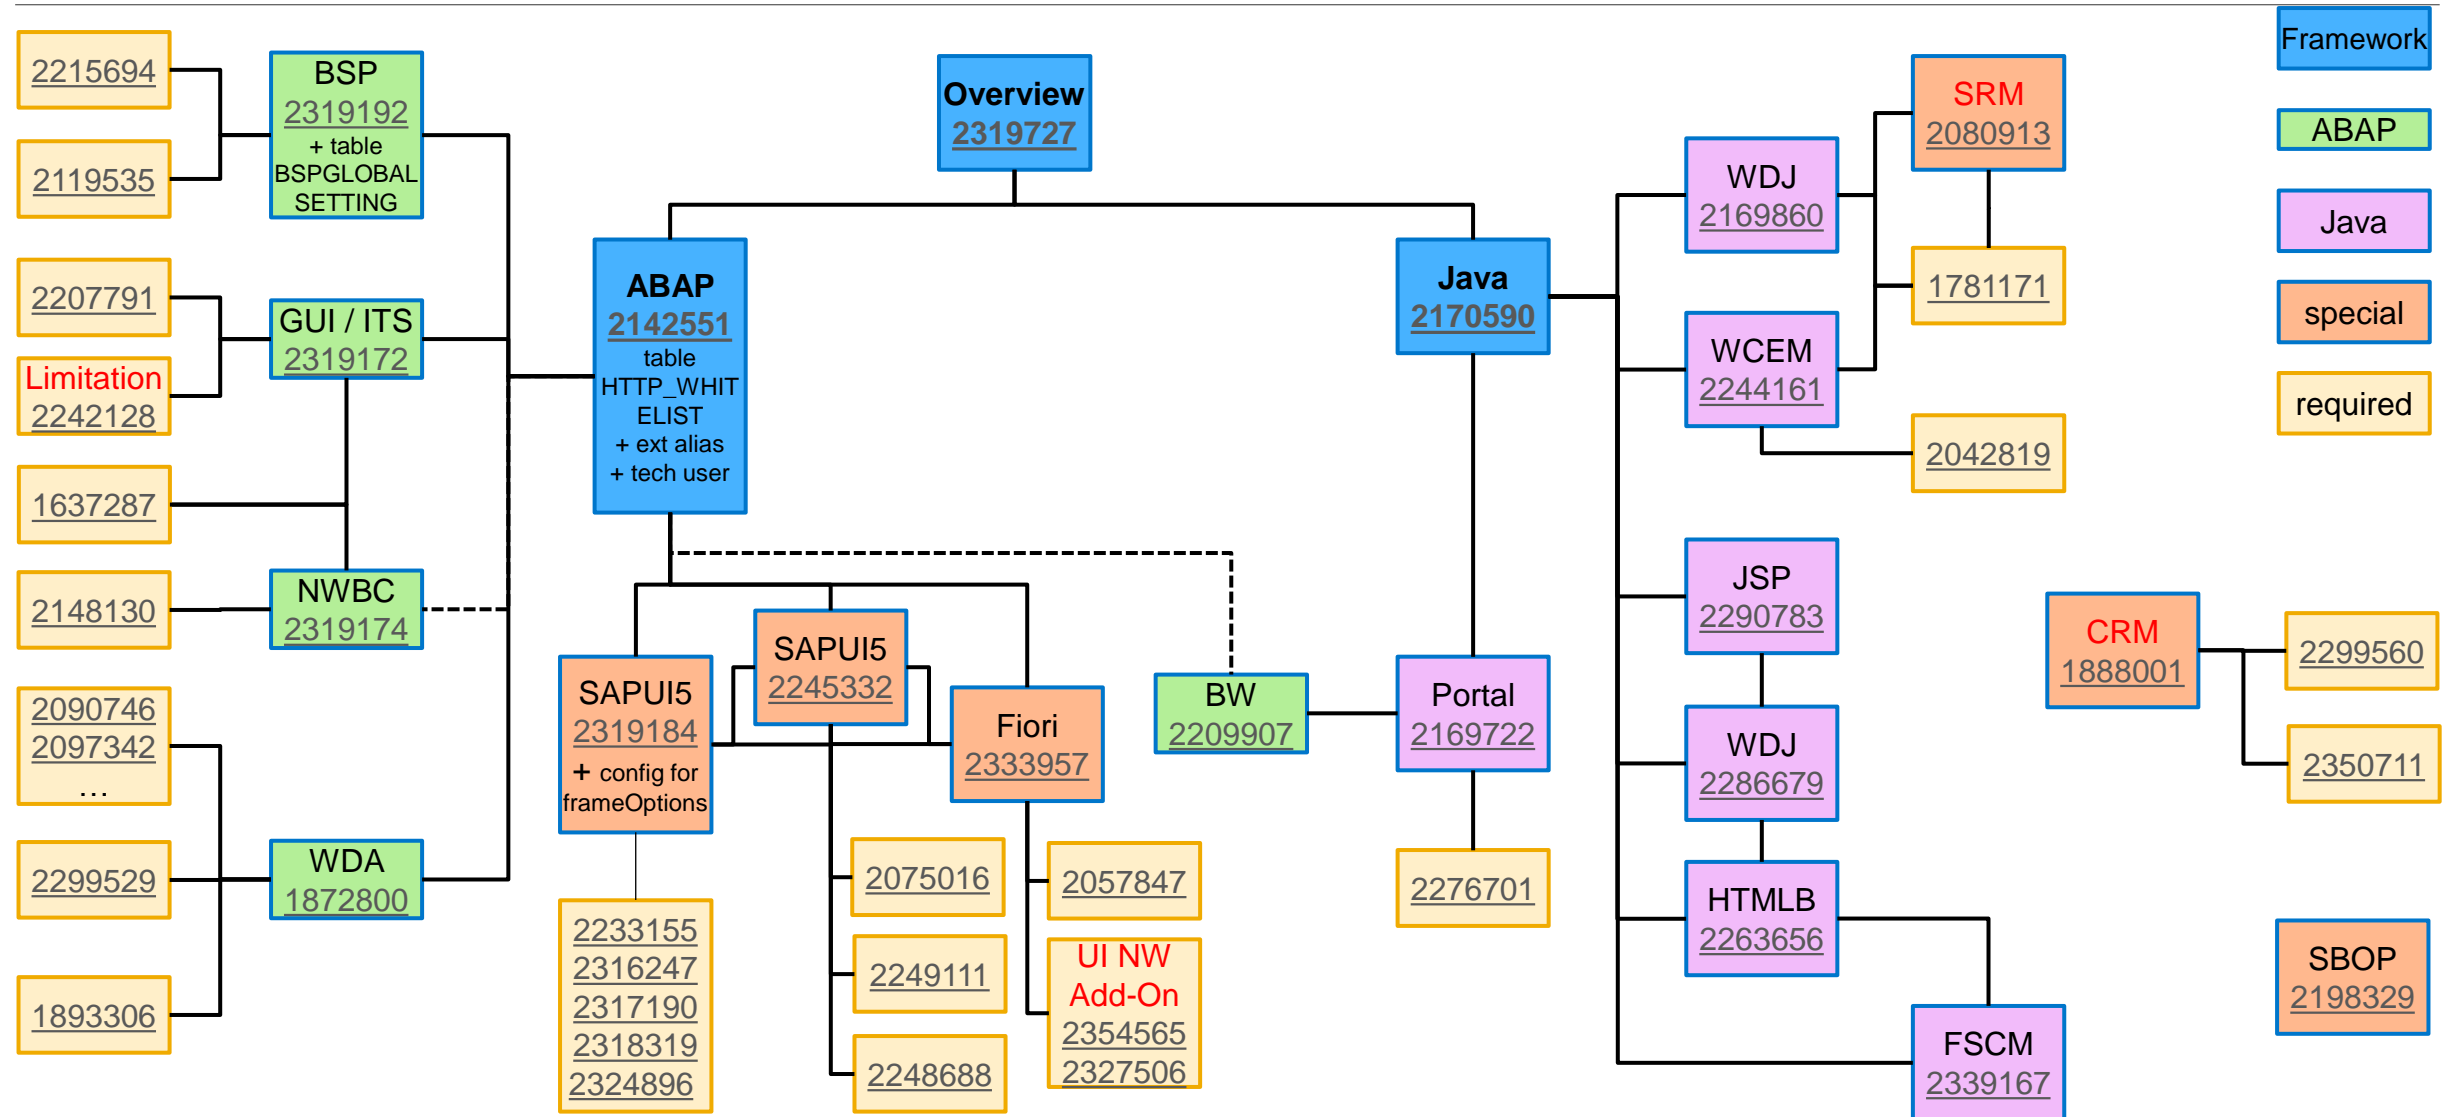 2215694
2119535
BSP
2319192
+ table
BSPGLOBAL
SETTING
2207791
Limitation
2242128
GUI / ITS
2319172
1637287
2148130
NWBC
2319174
2090746
2097342
...
2299529
1893306
WDA
1872800
Overview
2319727
ABAP
2142551
table
HTTP_WHIT
ELIST
+ ext alias
+ tech user
Java
2170590
SAPUI5
2319184
+ config for
frameOptions
SAPUI5
2245332
Fiori
2333957
BW
2209907
Portal
2169722
2233155
2316247
2317190
2318319
2324896
2075016
2249111
2248688
2057847
UI NW
Add-On
2354565
2327506
2276701
WDJ
2169860
WCEM
2244161
JSP
2290783
WDJ
2286679
HTMLB
2263656
SRM
2080913
1781171
2042819
FSCM
2339167
CRM
1888001
2299560
2350711
SBOP
2198329
Framework
ABAP
Java
special
required